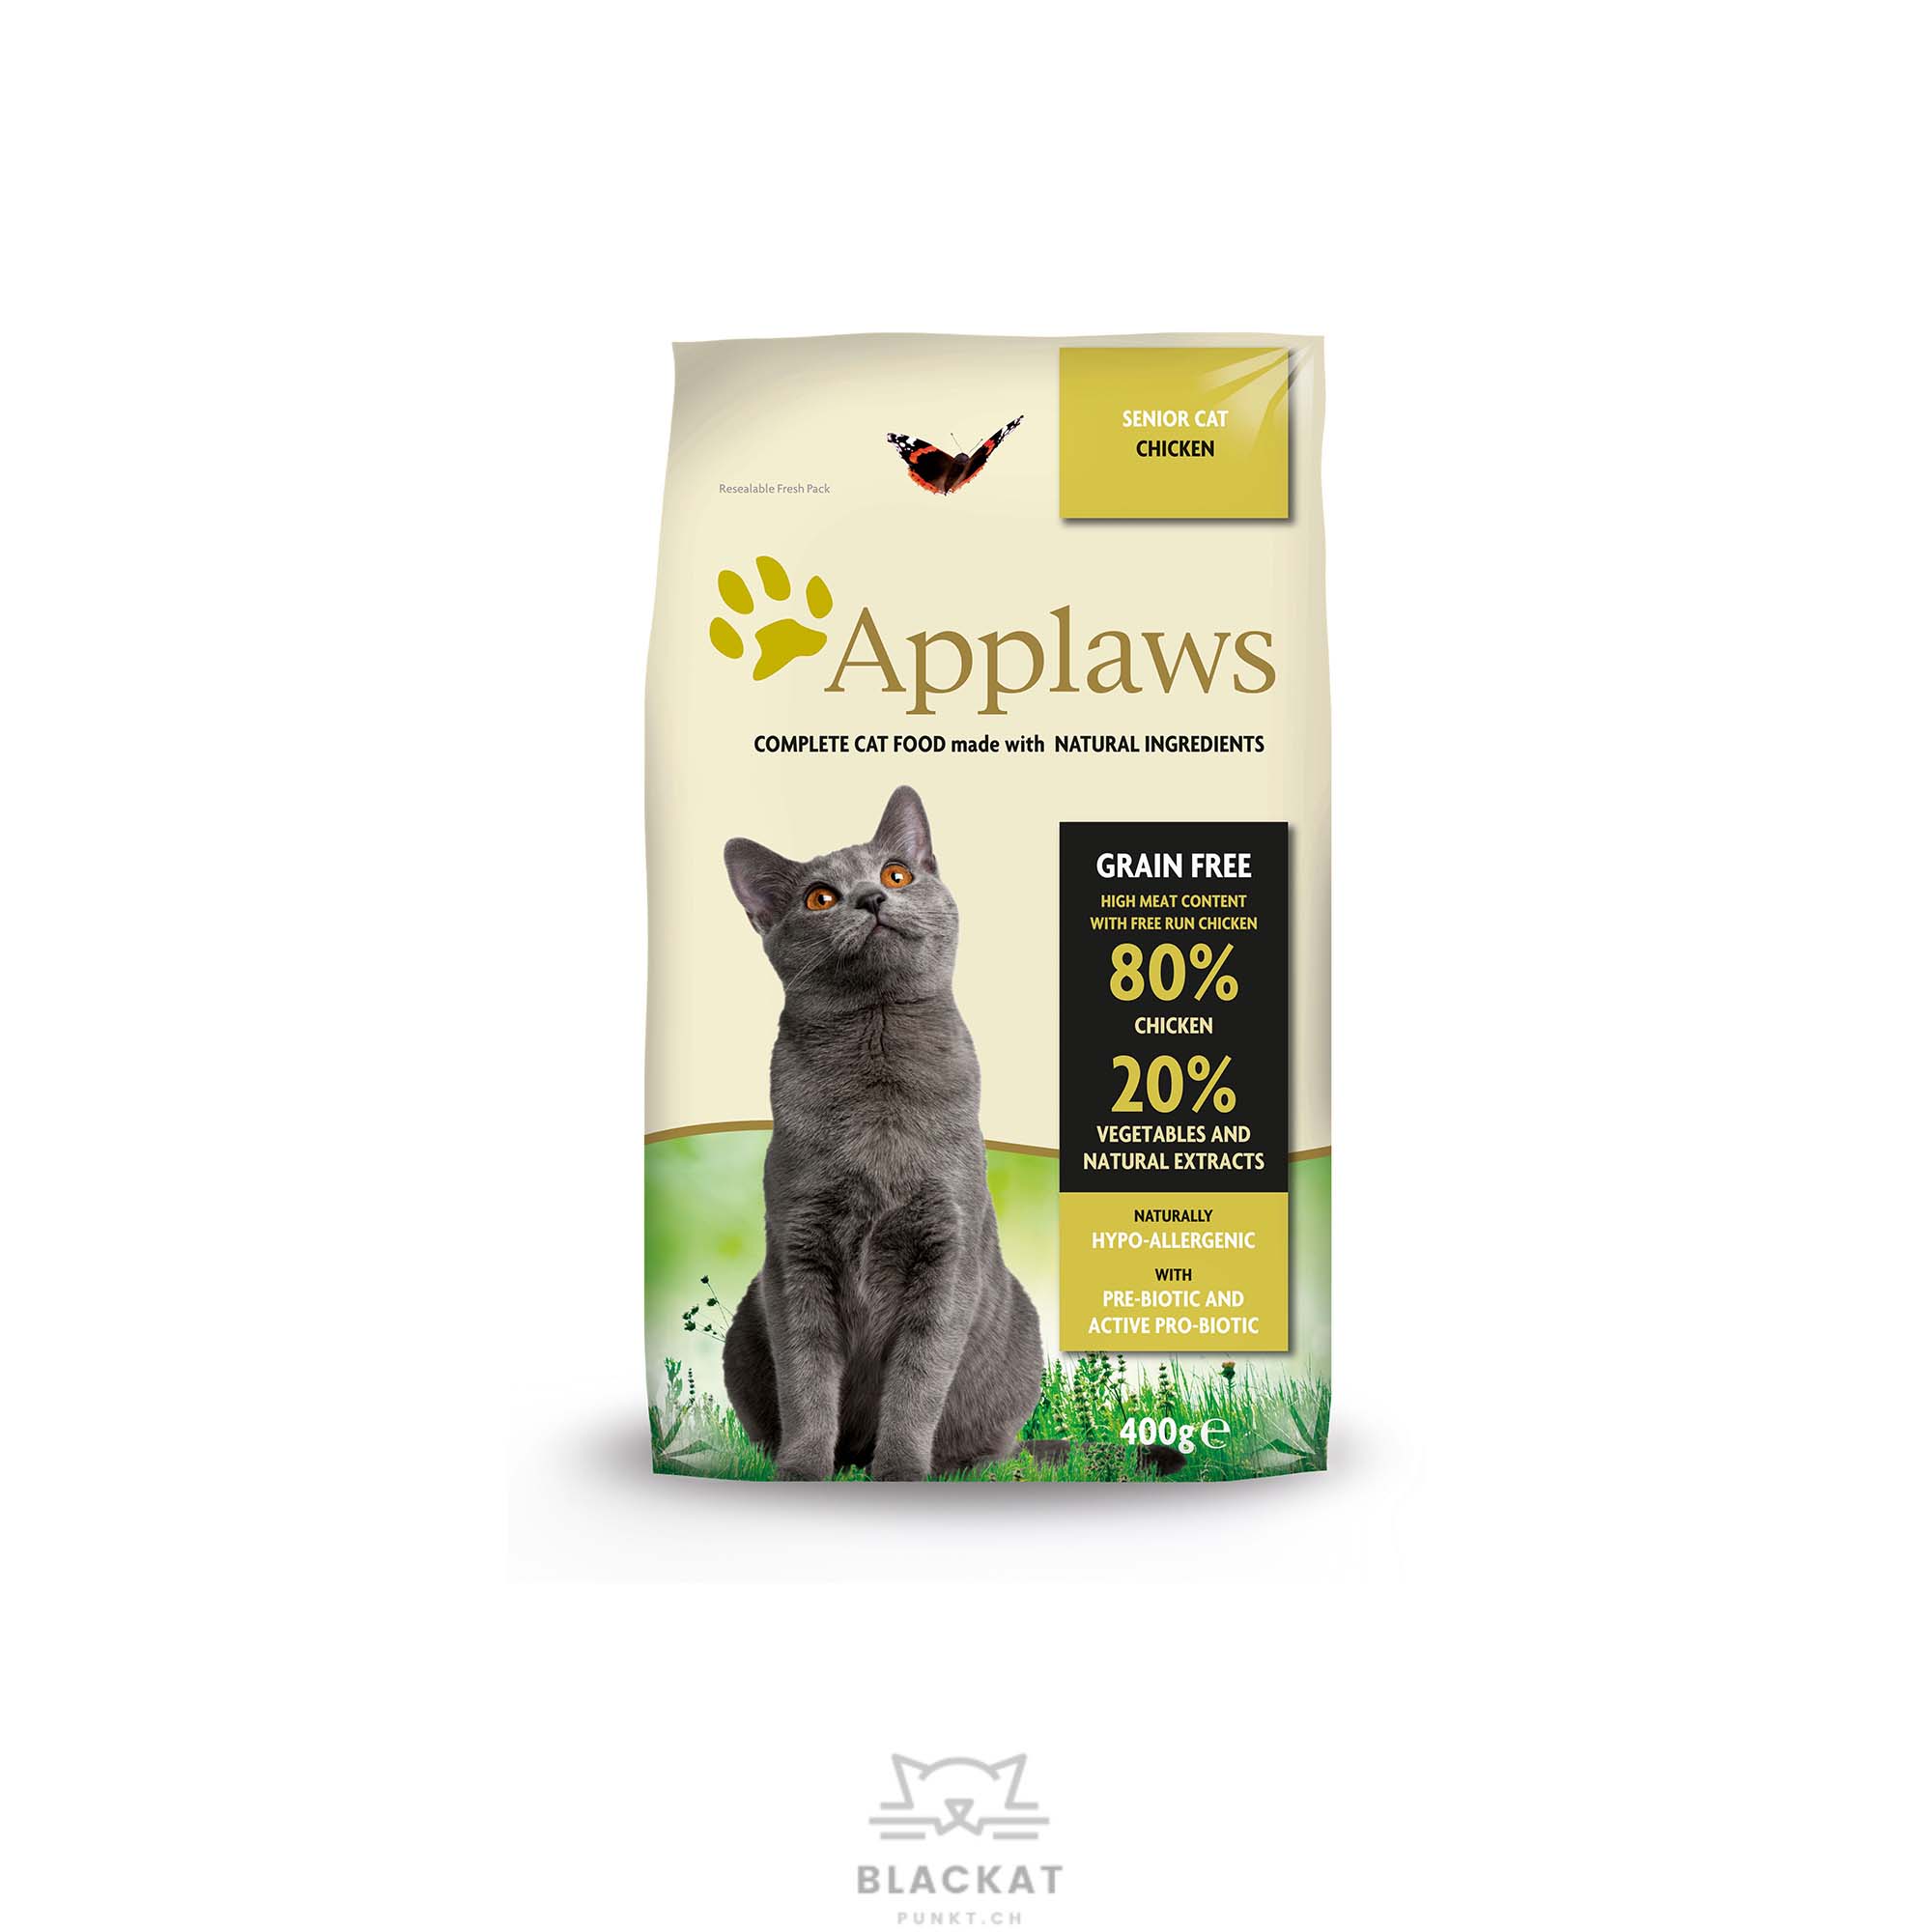 SENIOR CAT
CHICKEN
Resealable Fresh Pack
Applaws
COMPLETE CAT FOOD made with NATURAL INGREDIENTS
GRAIN FREE
HIGH MEAT CONTENT
WITH FREE RUN CHICKEN
80%
CHICKEN
20%
VEGETABLES AND
NATURAL EXTRACTS
NATURALLY
HYPO-ALLERGENIC
WITH
PRE-BIOTIC AND
ACTIVE PRO-BIOTIC
400g℮
BLACKAT
PUNKT.CH